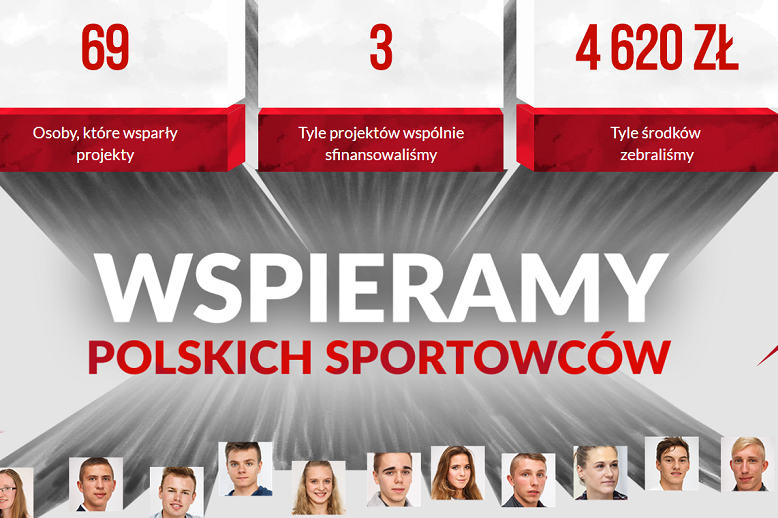 69
3
4 620 ZŁ
Osoby, które wsparły
projekty
Tyle projektów wspólnie
sfinansowaliśmy
Tyle środków
zebraliśmy
WSPIERAMY
POLSKICH SPORTOWCÓW